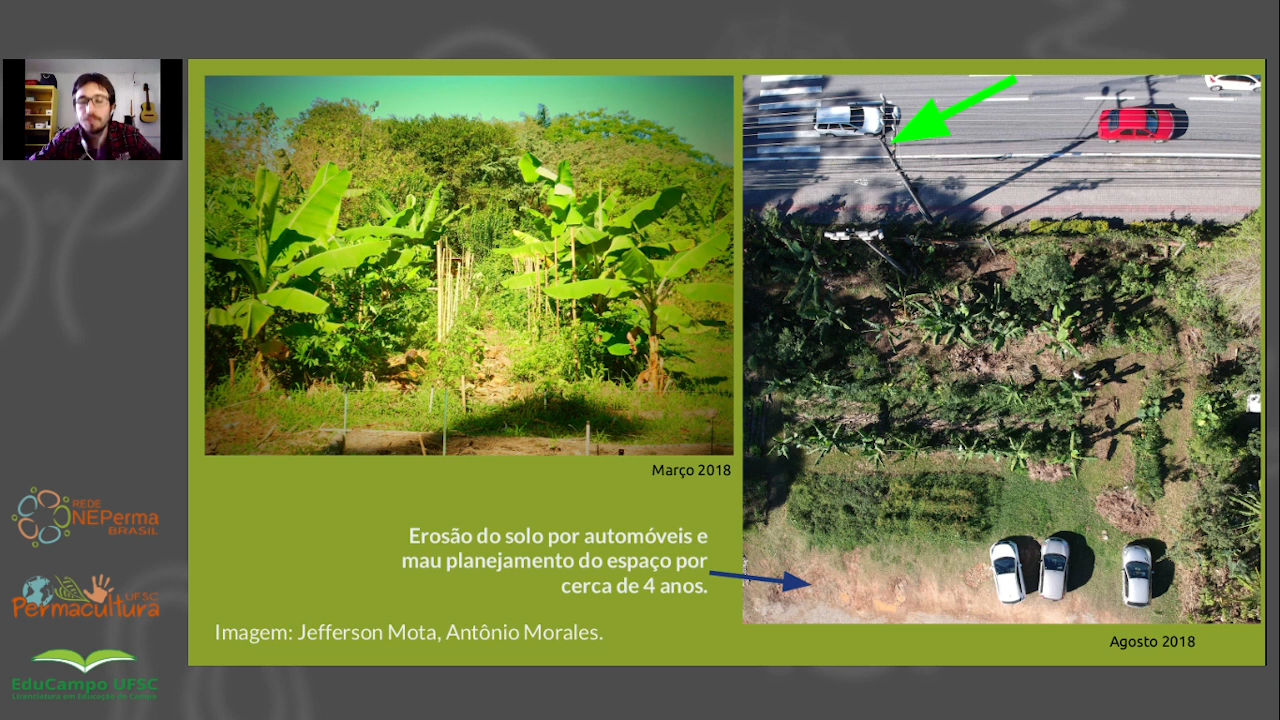 Março 2018
Erosão do solo por automóveis e
mau planejamento do espaço por
cerca de 4 anos.
Imagem: Jefferson Mota, Antônio Morales.
Agosto 2018
REDE
NEPerma
BRASIL
UFSC
Permacultura
EduCampo UFSC
Licenciatura em Educação do Campo